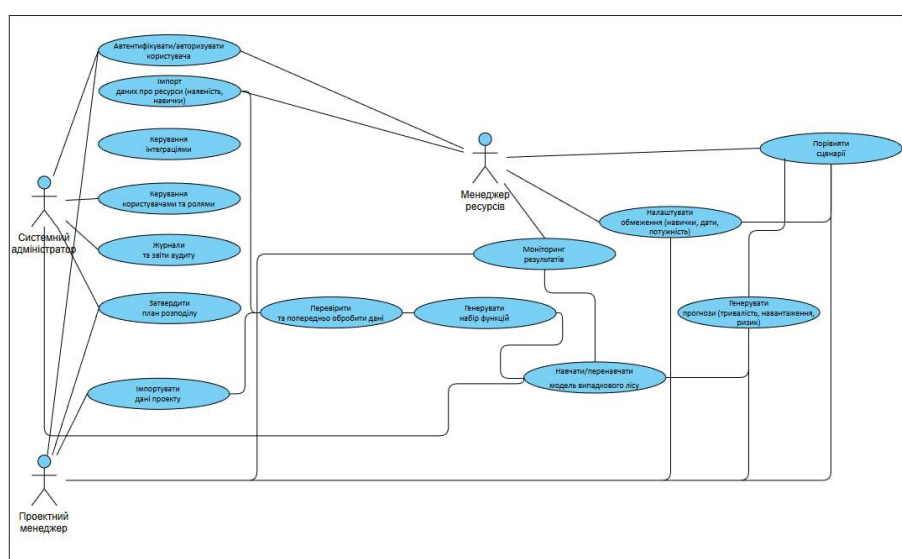 Автентифікувати/авторизувати
користувача
Імпорт
даних про ресурси (наявність,
навички)
Керування
інтеграціями
Керування
користувачами та ролями
Журнали
та звіти аудиту
Затвердити
план розподілу
Імпортувати
дані проекту
Системний
адміністратор
Проектний
менеджер
Перевірити
та попередньо обробити дані
Генерувати
набір функцій
Менеджер
ресурсів
Моніторинг
результатів
Навчати/перенавчати
модель випадкового лісу
Налаштувати
обмеження (навички, дати,
потужність)
Порівняти
сценарії
Генерувати
прогнози (тривалість, навантаження,
ризик)